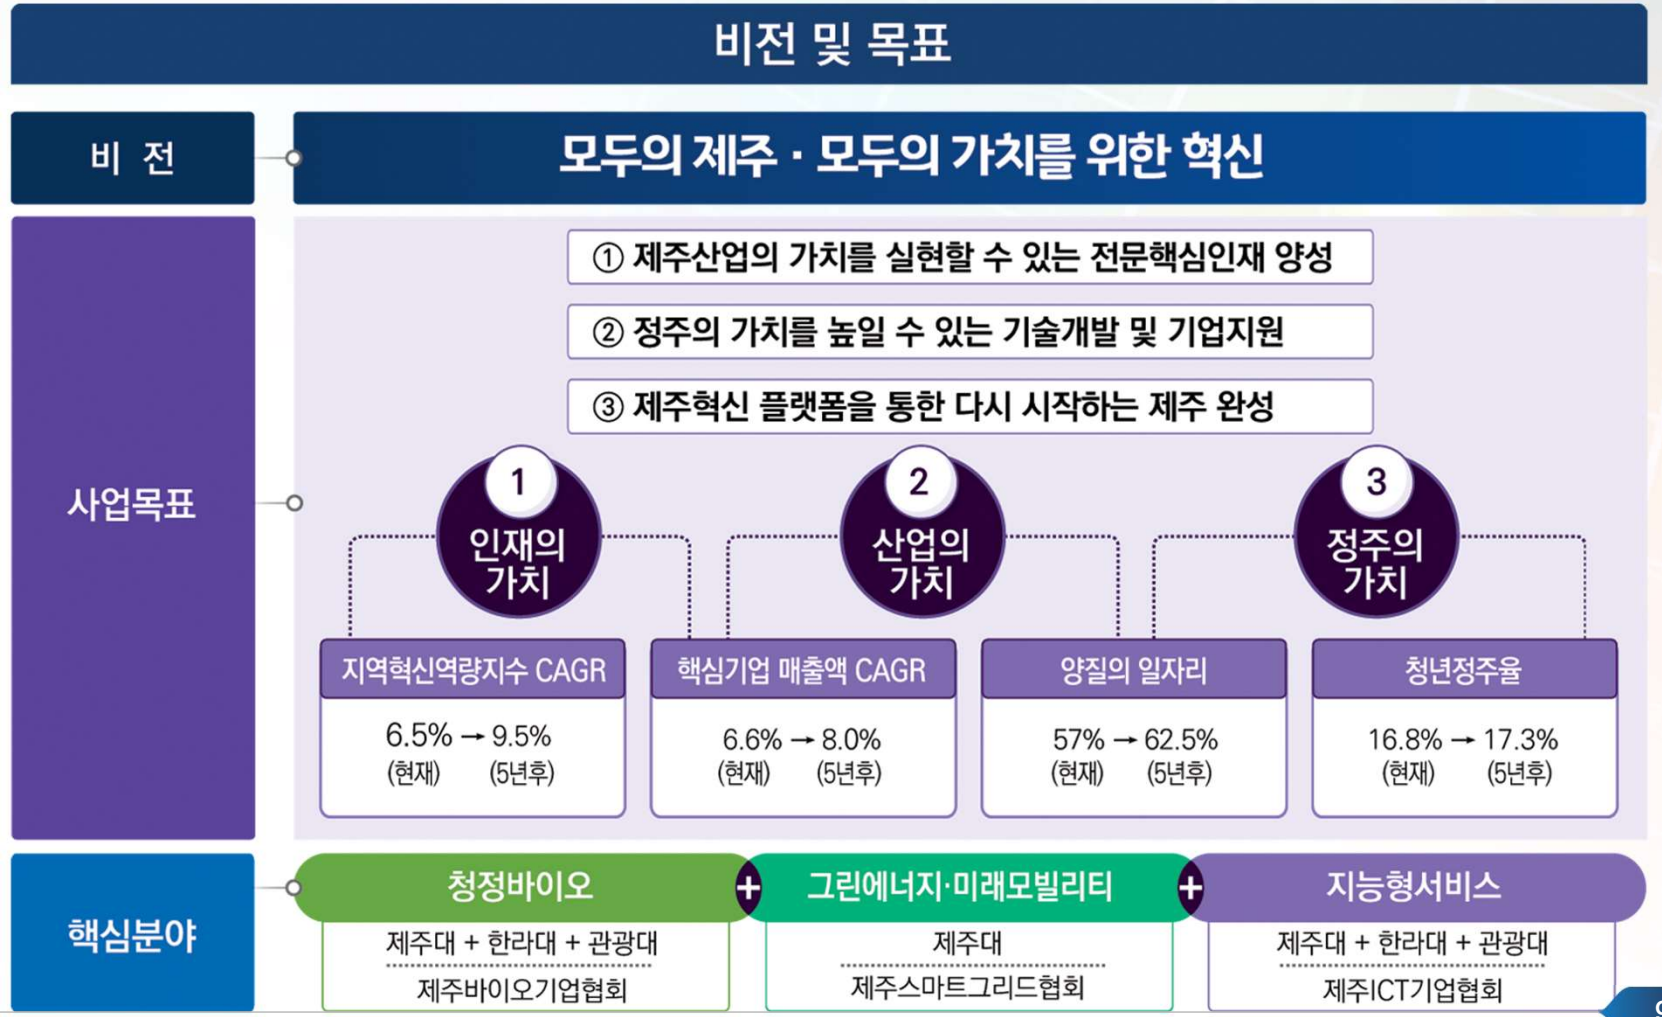 비전 및 목표
비 전
모두의 제주 · 모두의 가치를 위한 혁신
사업목표
① 제주산업의 가치를 실현할 수 있는 전문핵심인재 양성
② 정주의 가치를 높일 수 있는 기술개발 및 기업지원
③ 제주혁신 플랫폼을 통한 다시 시작하는 제주 완성
1
인재의
가치
2
산업의
가치
3
정주의
가치
지역혁신역량지수 CAGR
6.5% → 9.5%
(현재) (5년후)
핵심기업 매출액 CAGR
6.6% → 8.0%
(현재) (5년후)
양질의 일자리
57% → 62.5%
(현재) (5년후)
청년정주율
16.8% → 17.3%
(현재) (5년후)
핵심분야
청정바이오
+
그린에너지·미래모빌리티
+
지능형서비스
제주대 + 한라대 + 관광대
제주바이오기업협회
제주대
제주스마트그리드협회
제주대 + 한라대 + 관광대
제주ICT기업협회